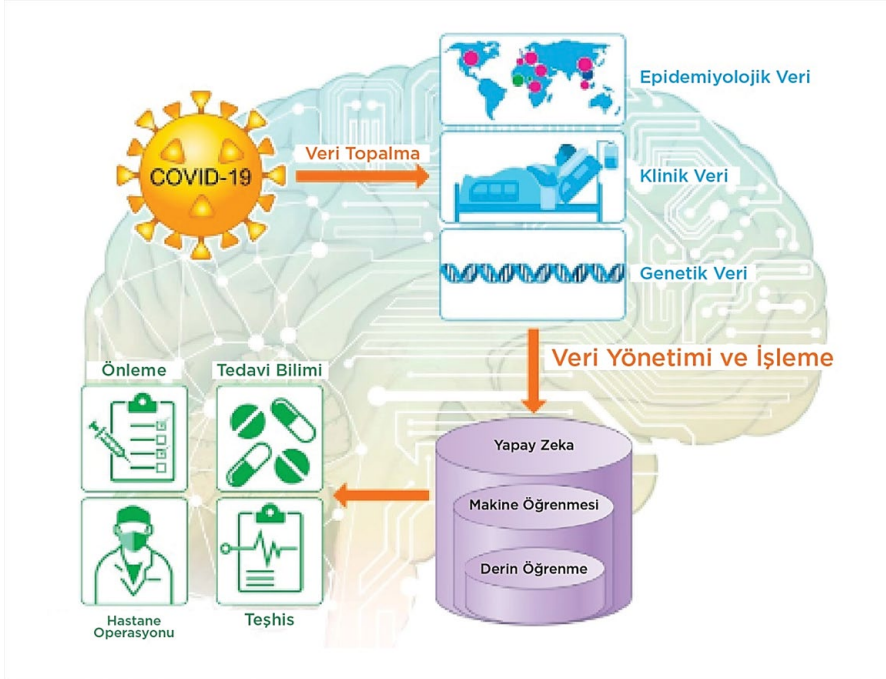 COVID-19
Veri Topalma
Epidemiyolojik Veri
Klinik Veri
Genetik Veri
Veri Yönetimi ve İşleme
Yapay Zeka
Makine Öğrenmesi
Derin Öğrenme
Önleme
Tedavi Bilimi
Hastane
Operasyonu
Teşhis